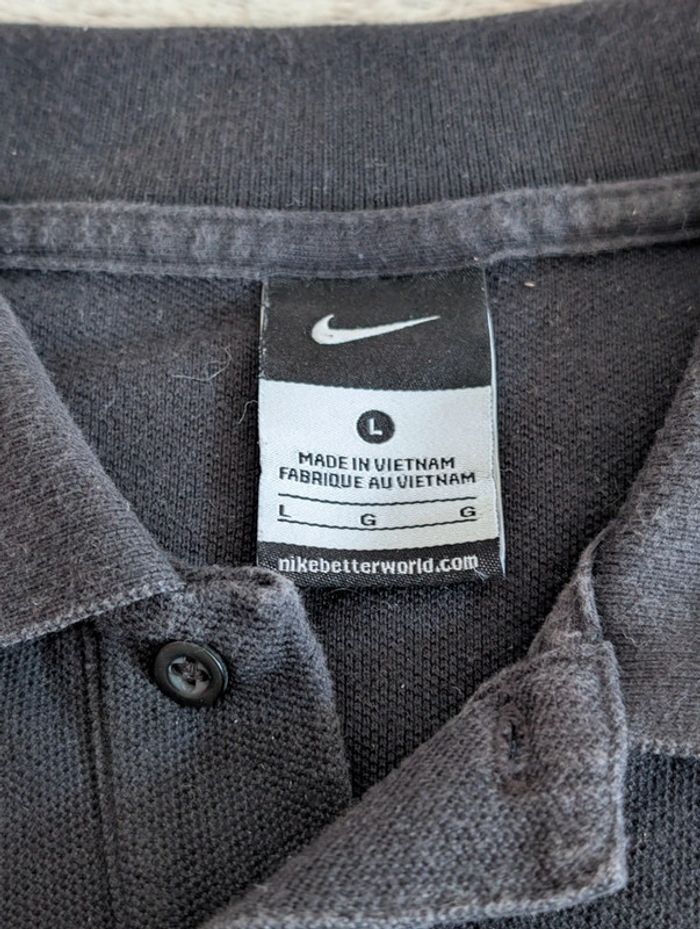 L
MADE IN VIETNAM
FABRIQUE AU VIETNAM
L G G
nikebetterworld.com